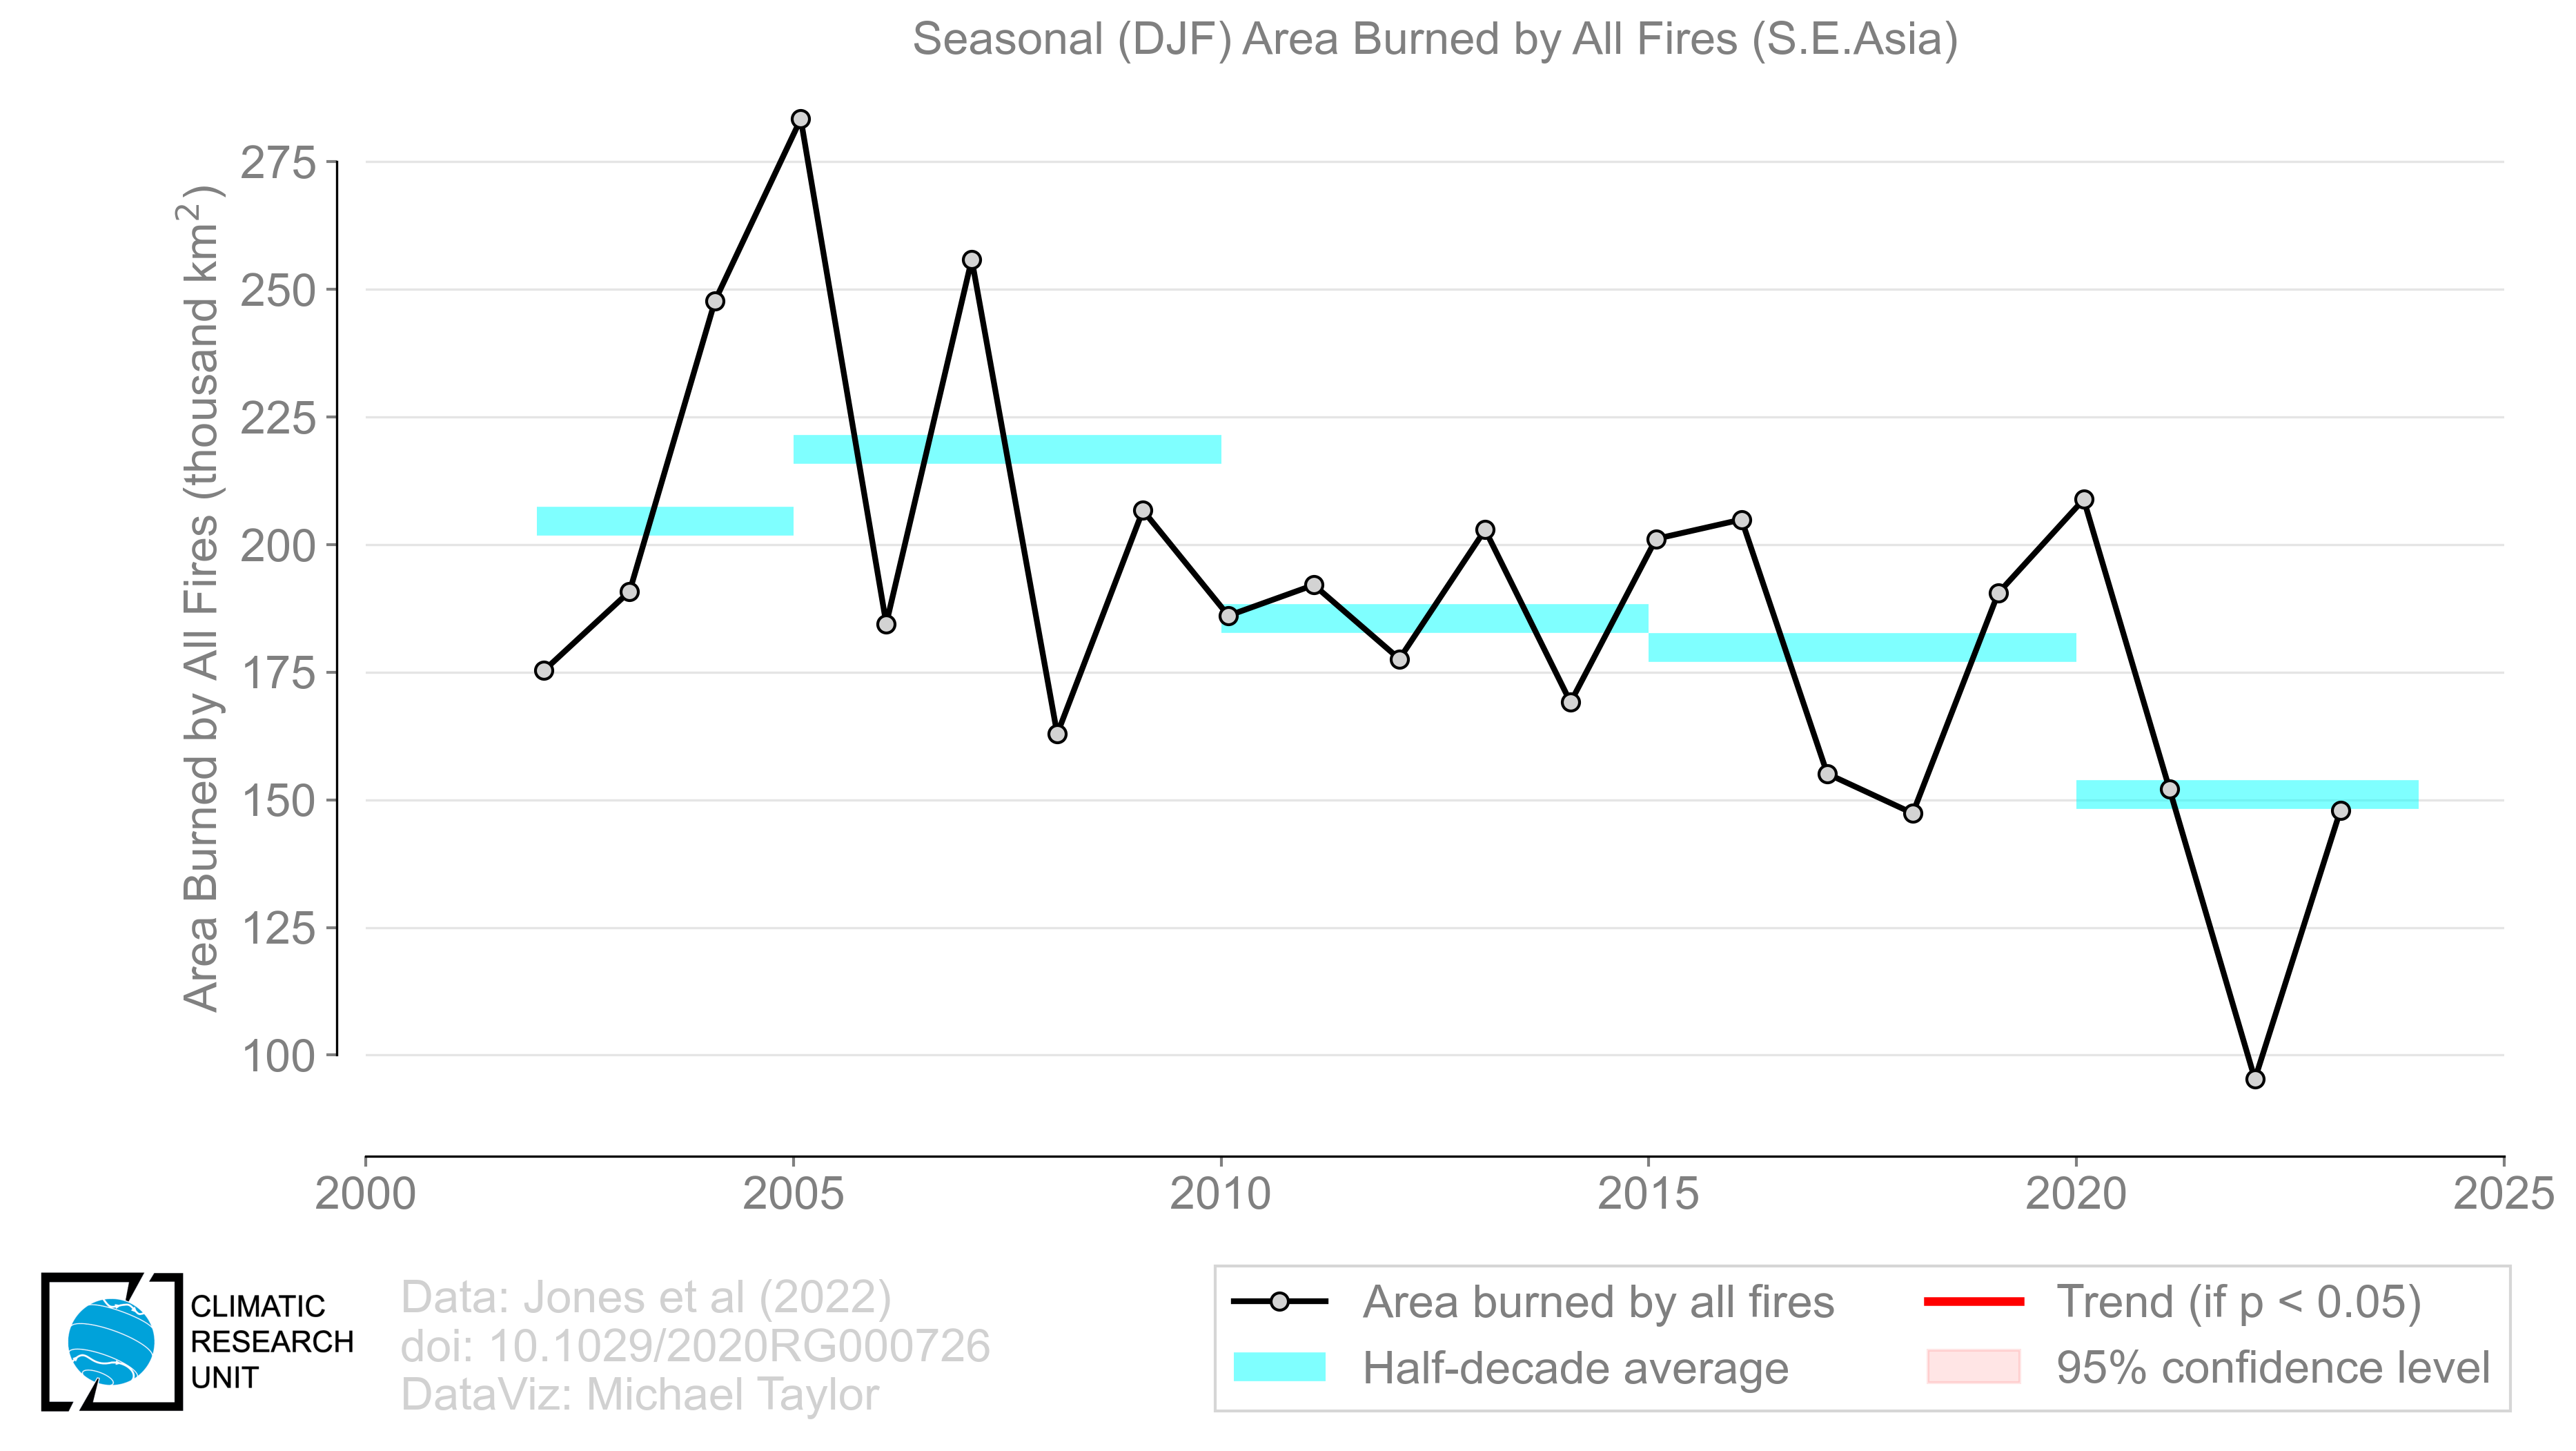 Seasonal (DJF) Area Burned by All Fires (S.E.Asia)
Area Burned by All Fires (thousand km²)
275
250
225
200
175
150
125
100
2000 2005 2010 2015 2020 2025
CLIMATIC
RESEARCH
UNIT
Data: Jones et al (2022)
doi: 10.1029/2020RG000726
DataViz: Michael Taylor
Area burned by all fires
Half-decade average
Trend (if p < 0.05)
95% confidence level